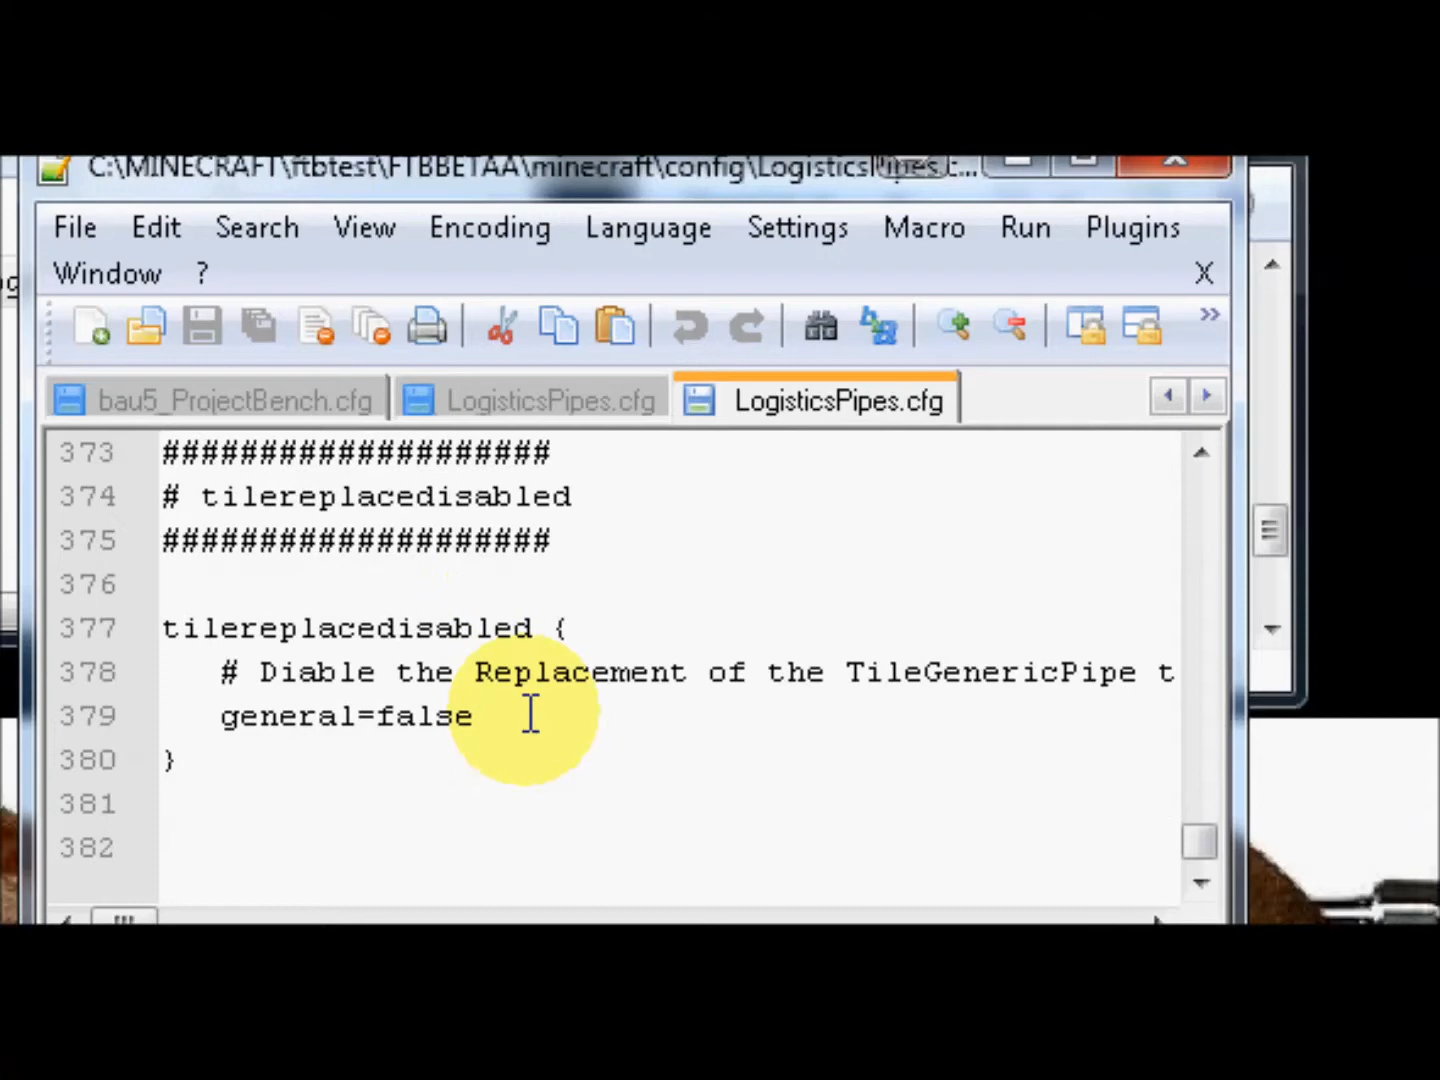 C:\MINECRAFT\ftbtest\FTBBETAA\minecraft\config\LogisticsPipes.c...
File Edit Search View Encoding Language Settings Macro Run Plugins
Window ? X
bau5_ProjectBench.cfg LogisticsPipes.cfg LogisticsPipes.cfg
373 ####################
374 # tilereplacedisabled
375 ####################
376
377 tilereplacedisabled {
378 # Diable the Replacement of the TileGenericPipe t
379 general=false
380 }
381
382